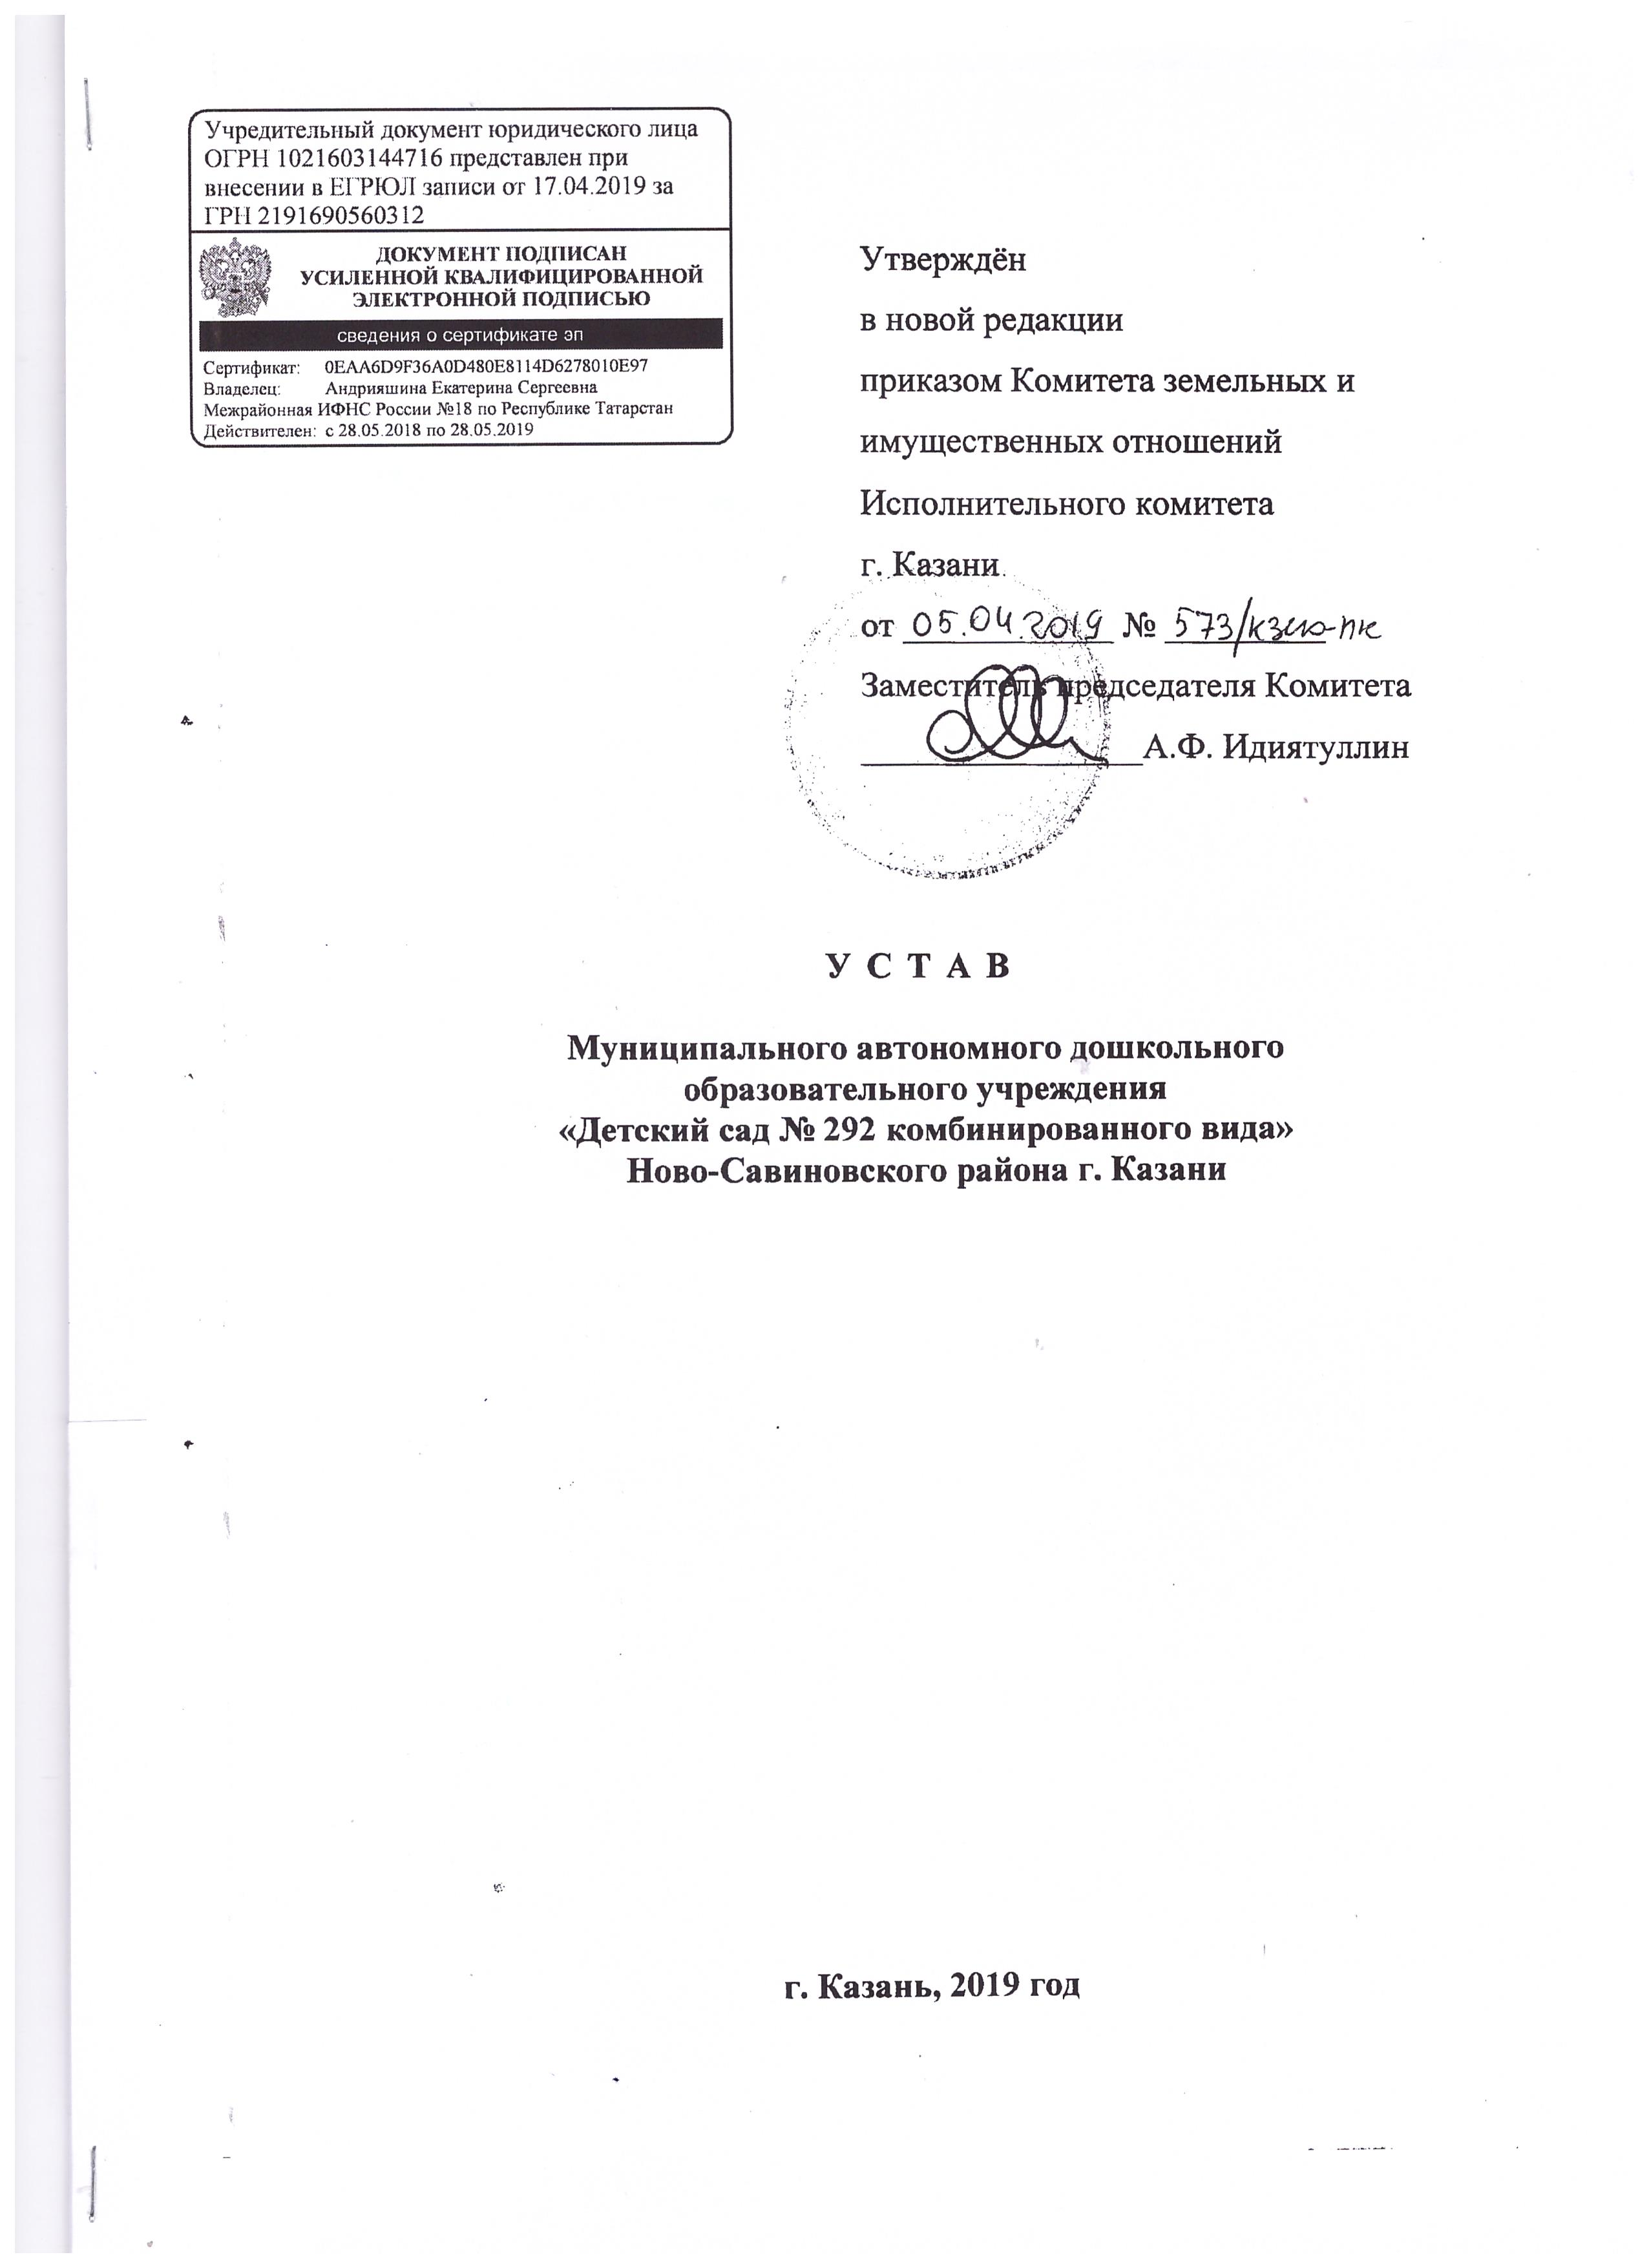 Учредительный документ юридического лица
ОГРН 1021603144716 представлен при
внесении в ЕГРЮЛ записи от 17.04.2019 за
ГРН 2191690560312
ДОКУМЕНТ ПОДПИСАН
УСИЛЕННОЙ КВАЛИФИЦИРОВАННОЙ
ЭЛЕКТРОННОЙ ПОДПИСЬЮ
сведения о сертификате эп
Сертификат: 0EAA6D9F36A0D480E8114D6278010E97
Владелец: Андрияшина Екатерина Сергеевна
Межрайонная ИФНС России №18 по Республике Татарстан
Действителен: с 28.05.2018 по 28.05.2019
Утверждён
в новой редакции
приказом Комитета земельных и
имущественных отношений
Исполнительного комитета
г. Казани
от 05.04.2019 № 573/кзио-пк
Заместитель председателя Комитета
А.Ф. Идиятуллин
У С Т А В
Муниципального автономного дошкольного
образовательного учреждения
«Детский сад № 292 комбинированного вида»
Ново-Савиновского района г. Казани
г. Казань, 2019 год